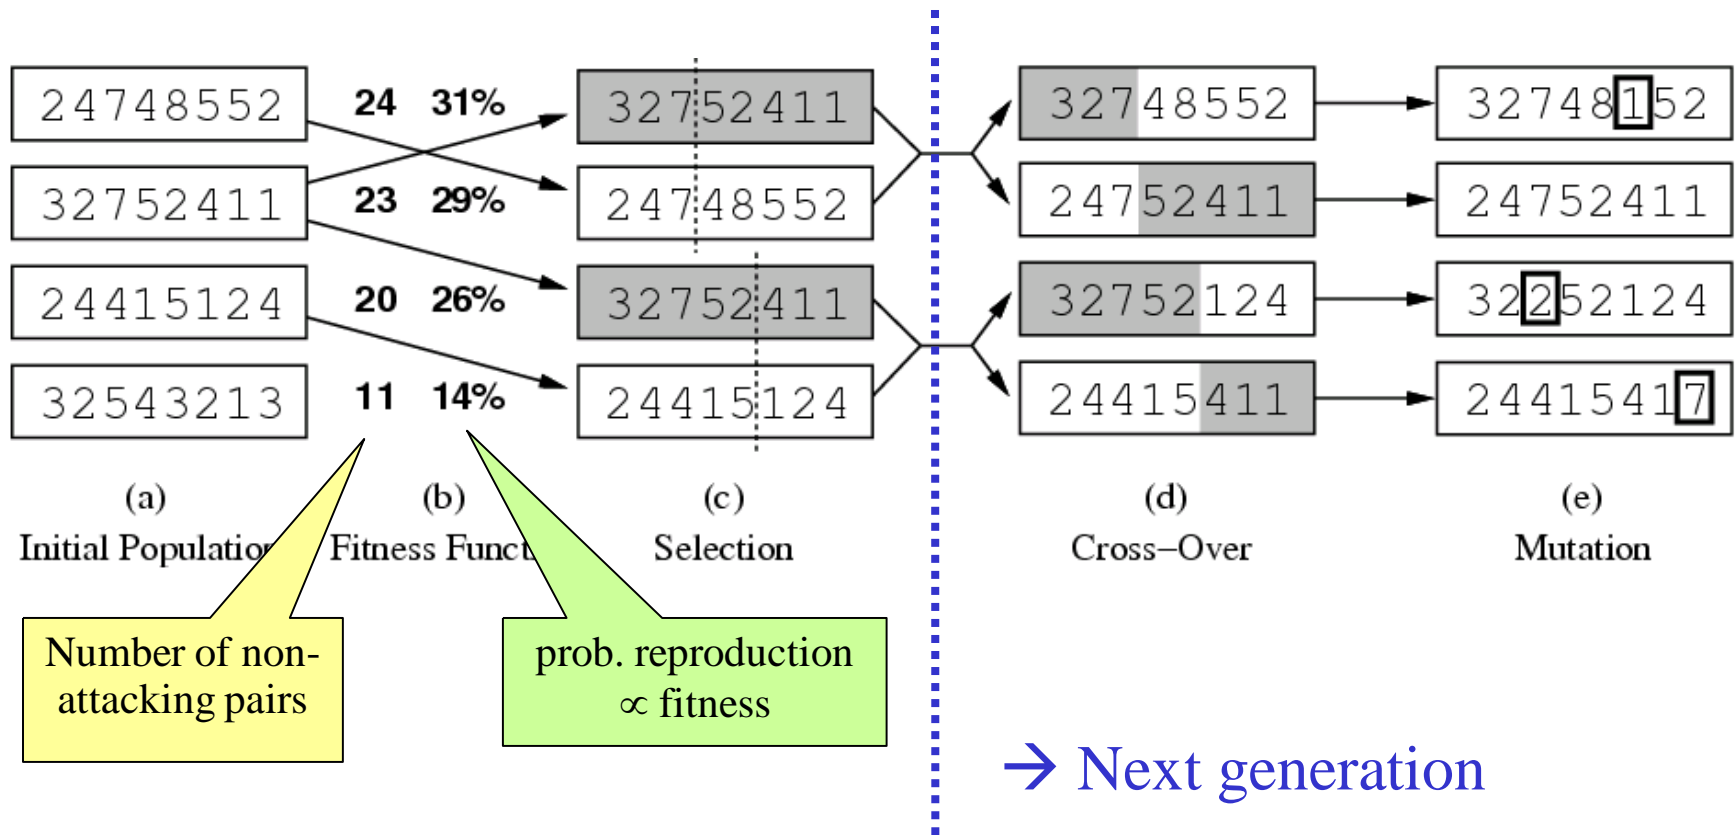 24748552 24 31% 32752411 32748552 32748152
32752411 23 29% 24748552 24752411 24752411
24415124 20 26% 32752411 32752124 32252124
32543213 11 14% 24415124 24415411 24415417
(a) (b) (c) (d) (e)
Initial Population Fitness Funct Selection Cross–Over Mutation
Number of non-
attacking pairs
prob. reproduction
∝ fitness
→ Next generation